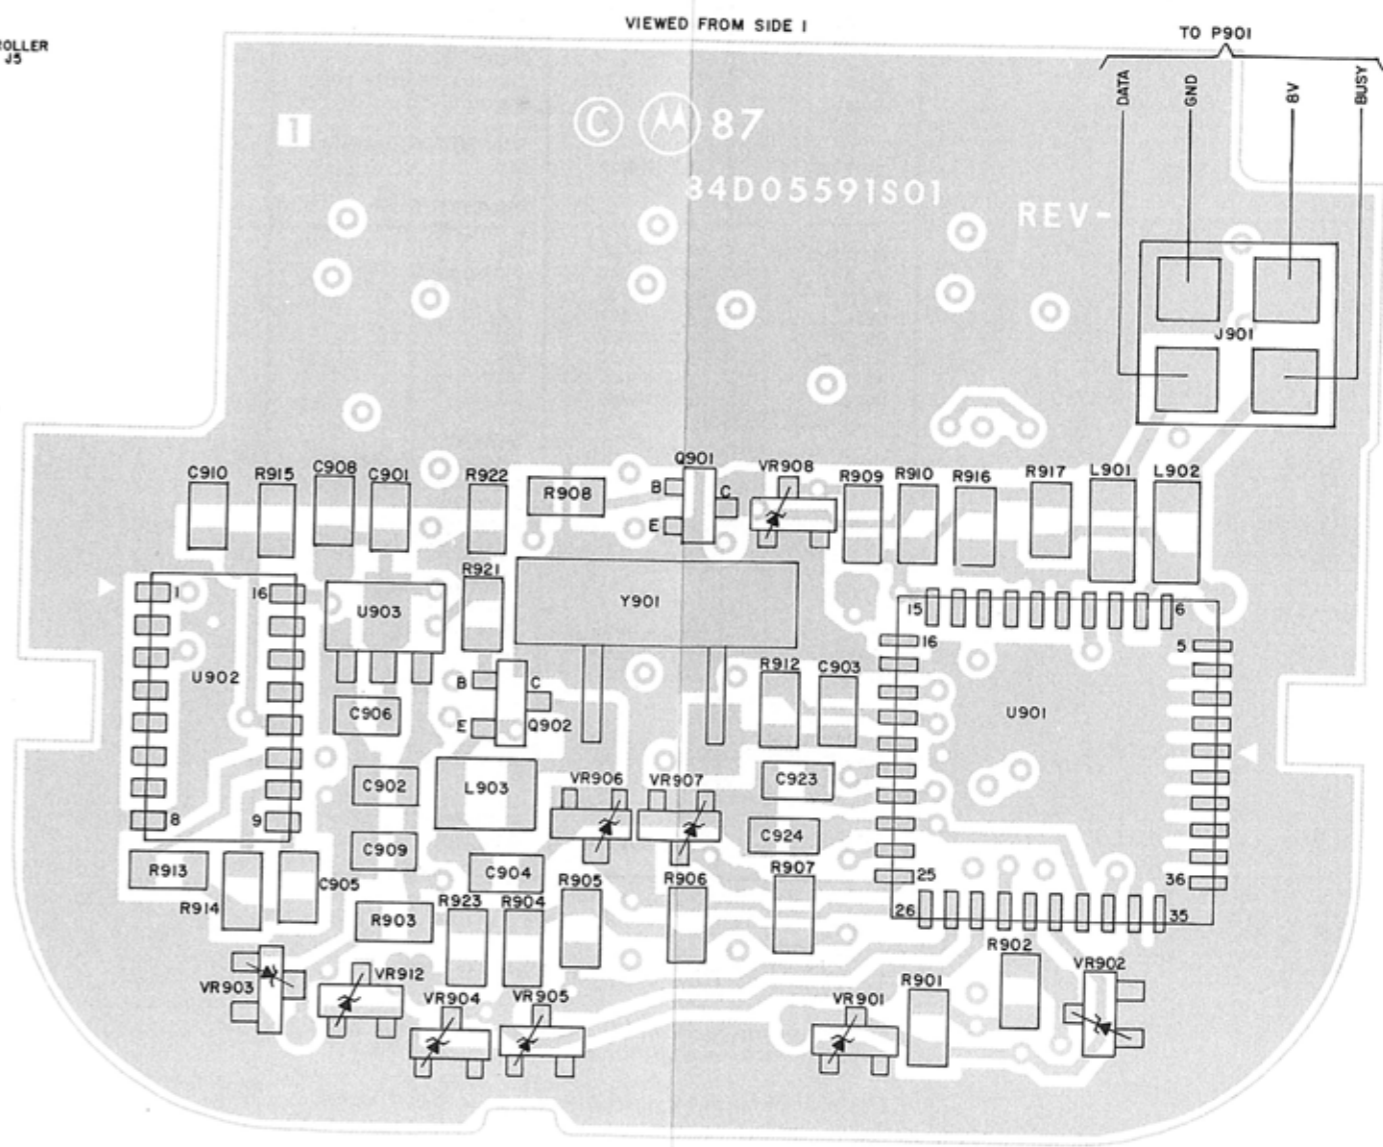 VIEWED FROM SIDE 1
TO P901
OLLER
J5
DATA
GND
8V
BUSY
1
C M 87
84D05591S01
REV-
J901
C910 R915 C908 C901 R922 R908 Q901 VR908 R909 R910 R916 R917 L901 L902
B C
E
R921
1 16
U903
Y901
15 6
16 5
U902
B C
E Q902
R912 C903
U901
C906
C902 L903 VR906 VR907 C923
8 9
C909 C924
R913 C904 R905 R906 R907 25 36
R914 C905 R903 R923 R904 26 35
VR903 VR912 VR904 VR905 VR901 R901 R902 VR902